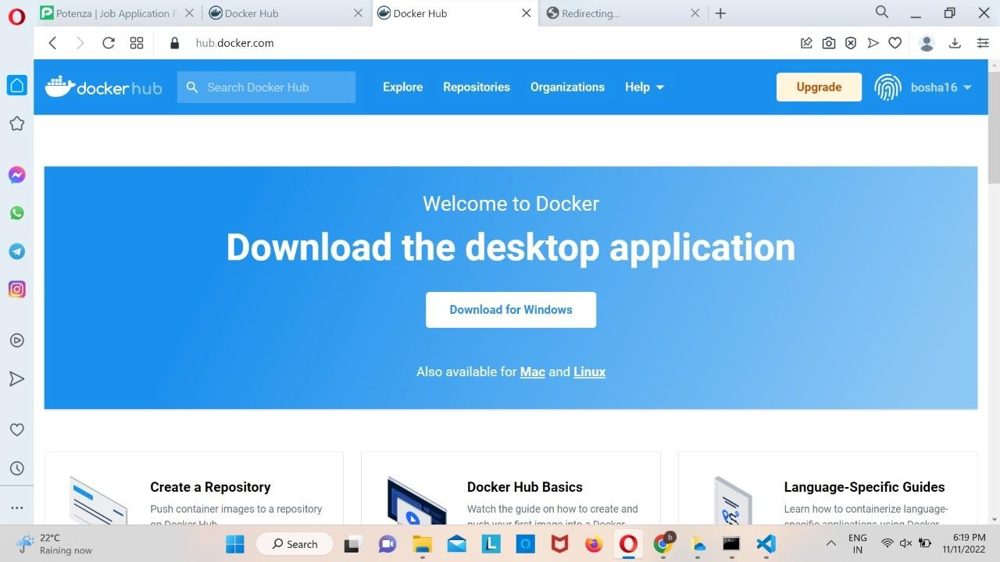 Potenza | Job Application F
Docker Hub
Docker Hub
Redirecting...
hub.docker.com
docker hub
Search Docker Hub
Explore
Repositories
Organizations
Help
Upgrade
bosha16
Welcome to Docker
Download the desktop application
Download for Windows
Also available for Mac and Linux
Create a Repository
Push container images to a repository
on Docker Hub
Docker Hub Basics
Watch the guide on how to create and
push your first image into a Docker
Language-Specific Guides
Learn how to containerize language-
specific applications using Docker
22°C
Raining now
Search
L
b
ENG
IN
6:19 PM
11/11/2022